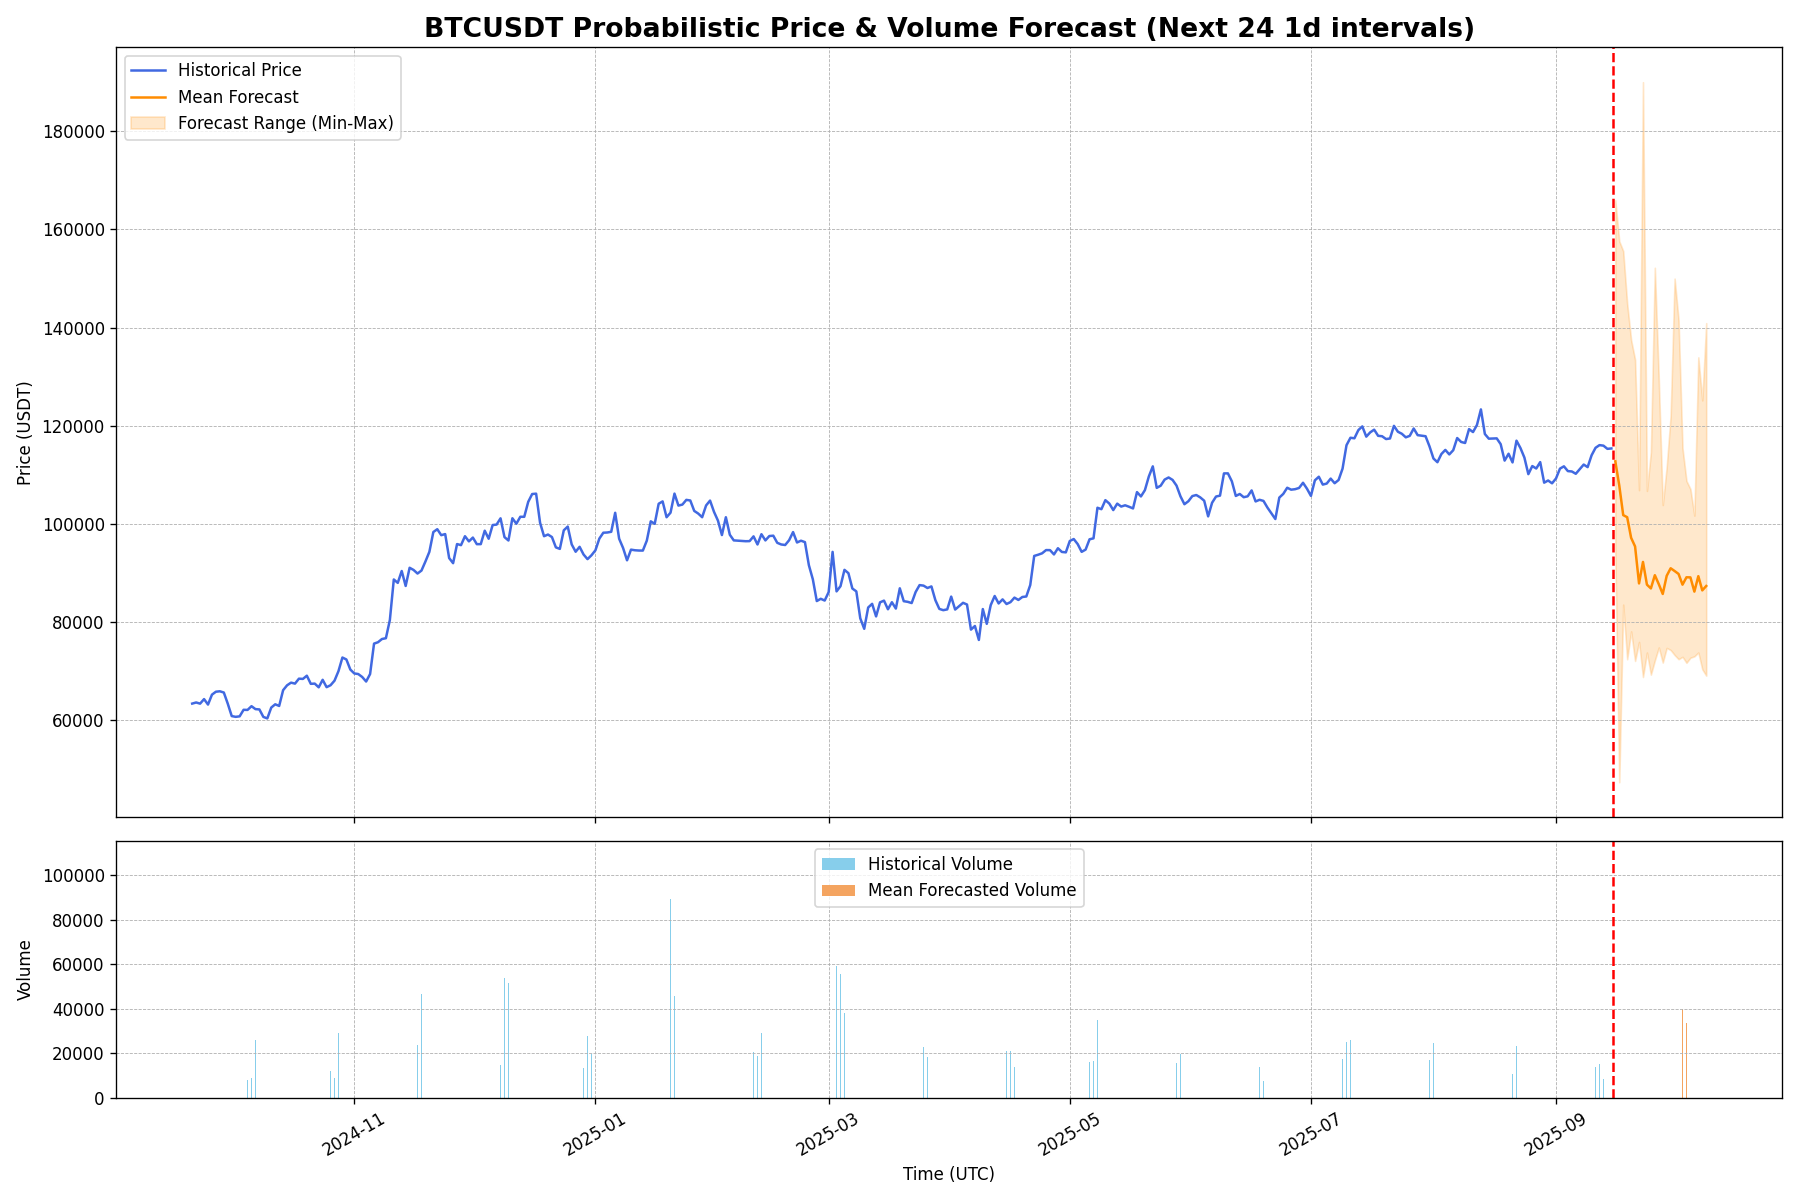 BTCUSDT Probabilistic Price & Volume Forecast (Next 24 1d intervals)
Historical Price
Mean Forecast
Forecast Range (Min-Max)
Price (USDT)
180000
160000
140000
120000
100000
80000
60000
Historical Volume
Mean Forecasted Volume
Volume
100000
80000
60000
40000
20000
0
2024-11
2025-01
2025-03
2025-05
2025-07
2025-09
Time (UTC)